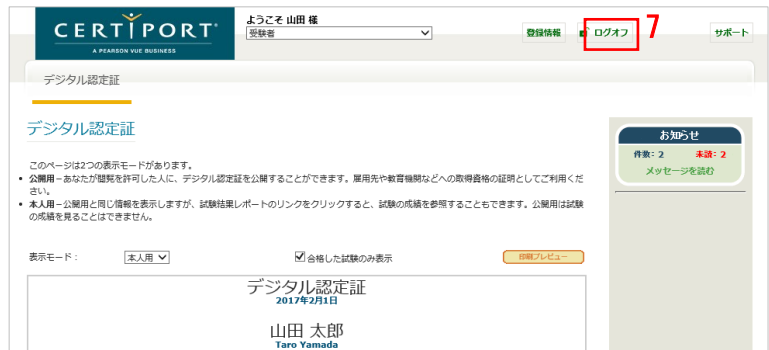 CERTIPORT
A PEARSON VUE BUSINESS
ようこそ 山田 様
受験者
登録情報
ログオフ
7
サポート
デジタル認定証
デジタル認定証
このページは2つの表示モードがあります。
• 公開用－あなたが閲覧を許可した人に、デジタル認定証を公開することができます。雇用先や教育機関などへの取得資格の証明としてご利用くだ
さい。
• 本人用－公開用と同じ情報を表示しますが、試験結果レポートのリンクをクリックすると、試験の成績を参照することもできます。公開用は試験
の成績を見ることはできません。
お知らせ
件数: 2 未読: 2
メッセージを読む
表示モード： 本人用 合格した試験のみ表示 印刷プレビュー
デジタル認定証
2017年2月1日
山田 太郎
Taro Yamada